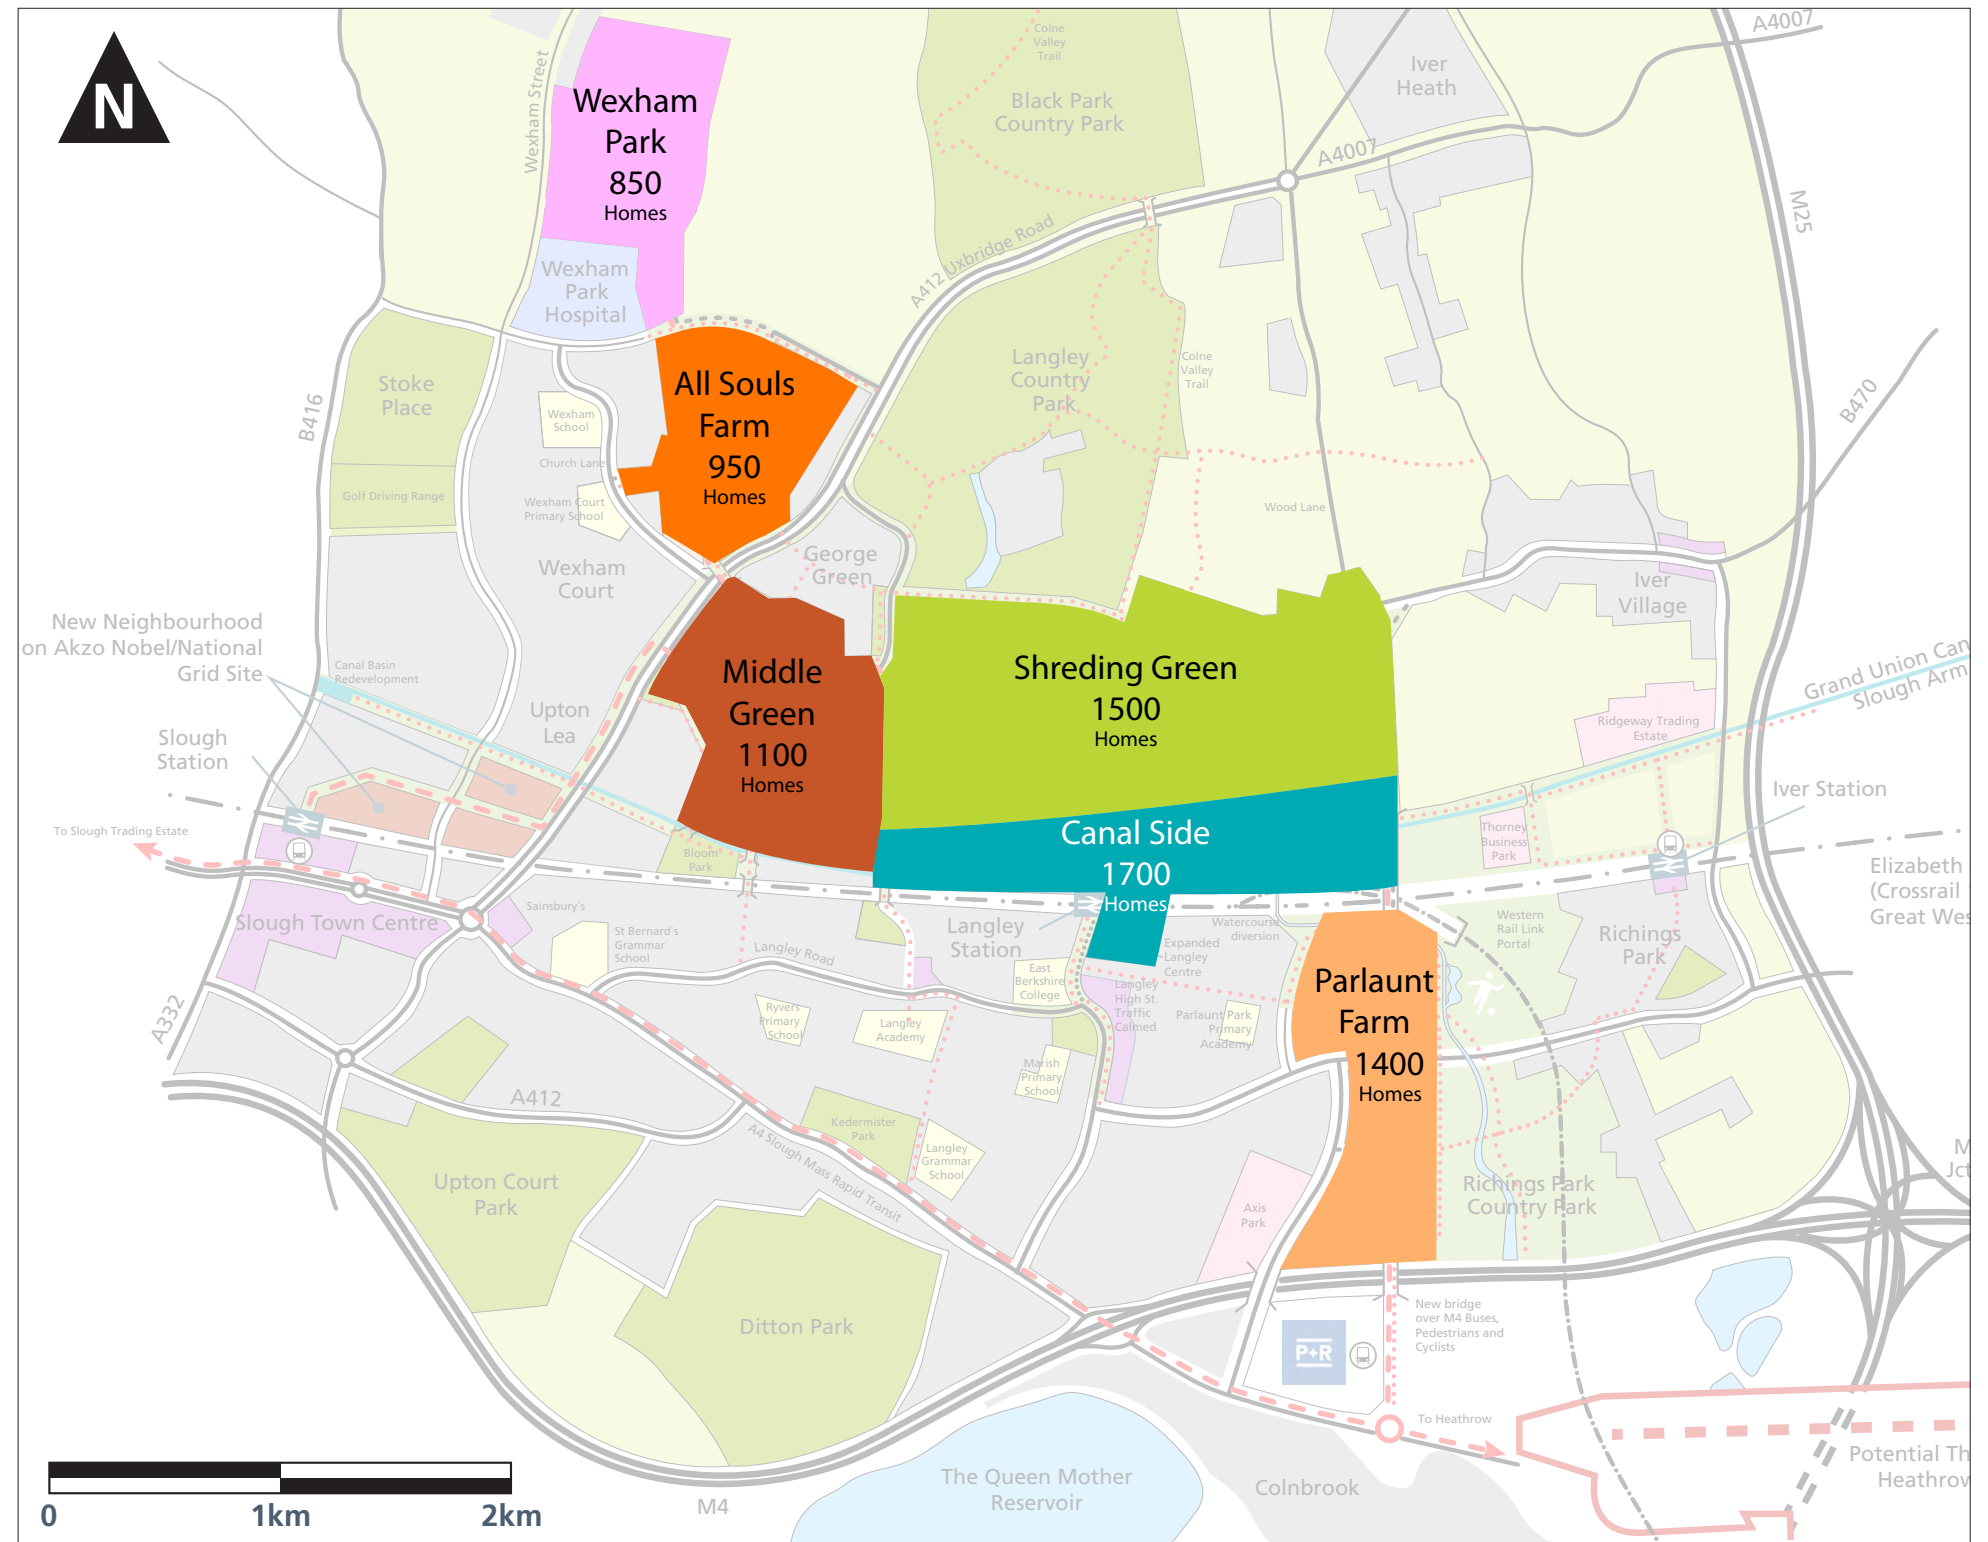 N
A4007
Colne
Valley
Trail
Iver
Heath
Wexham Street
Wexham
Park
850
Homes
Black Park
Country Park
A4007
M25
A412 Uxbridge Road
Wexham
Park
Hospital
Stoke
Place
B416
All Souls
Farm
950
Homes
Langley
Country
Park
Colne
Valley
Trail
B470
Wexham
School
Church Lane
Golf Driving Range
Wexham Court
Primary School
Wood Lane
Wexham
Court
George
Green
Iver
Village
New Neighbourhood
on Akzo Nobel/National
Grid Site
Canal Basin
Redevelopment
Middle
Green
1100
Homes
Shreding Green
1500
Homes
Grand Union Can
Slough Arm
Upton
Lea
Ridgeway Trading
Estate
Slough
Station
Iver Station
To Slough Trading Estate
Canal Side
1700
Homes
Thorney
Business
Park
Bloom
Park
Elizabeth
(Crossrail
Great Wes
Slough Town Centre
Sainsbury's
St Bernard's
Grammar
School
Langley Road
Langley
Station
Watercourse
diversion
Western
Rail Link
Portal
Richings
Park
Expanded
Langley
Centre
East
Berkshire
College
Langley
High St.
Traffic
Calmed
Parlaunt
Farm
1400
Homes
A332
Ryvers
Primary
School
Langley
Academy
Parlaunt Park
Primary
Academy
Marish
Primary
School
A412
Kedermister
Park
A4 Slough Mass Rapid Transit
Langley
Grammar
School
M
Jct
Upton Court
Park
Axis
Park
Richings Park
Country Park
Ditton Park
New bridge
over M4 Buses,
Pedestrians and
Cyclists
P+R
To Heathrow
Potential Th
Heathrow
The Queen Mother
Reservoir
Colnbrook
M4
0
1km
2km